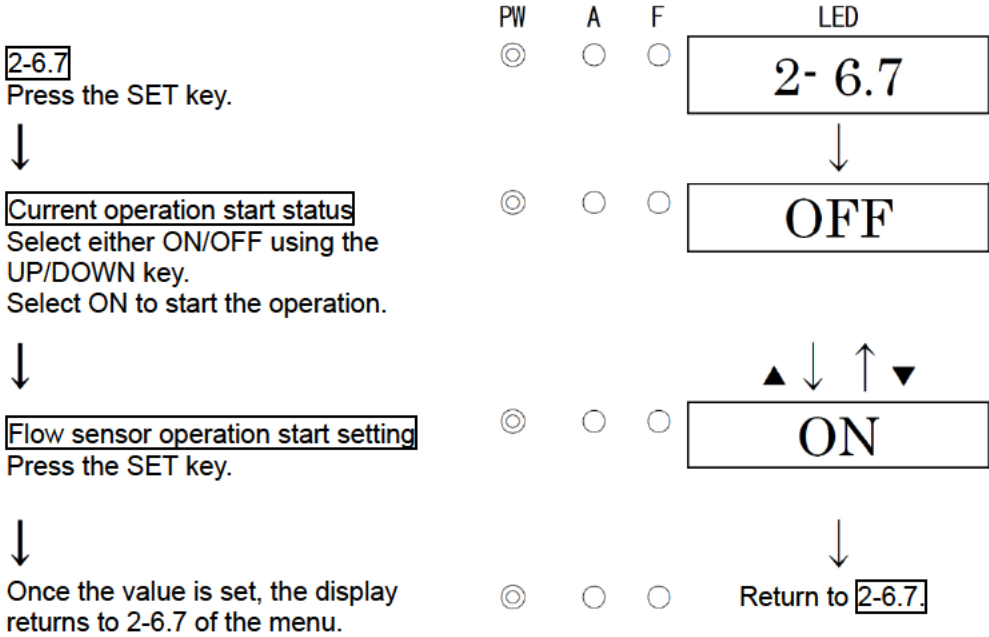 PW A F LED
2-6.7
Press the SET key.
2- 6.7
↓ ↓
Current operation start status
Select either ON/OFF using the
UP/DOWN key.
Select ON to start the operation.
◎ ○ ○ OFF
↓ ▲ ↓ ↑ ▼
Flow sensor operation start setting
Press the SET key.
◎ ○ ○ ON
↓ ↓
Once the value is set, the display
returns to 2-6.7 of the menu.
◎ ○ ○ Return to 2-6.7.